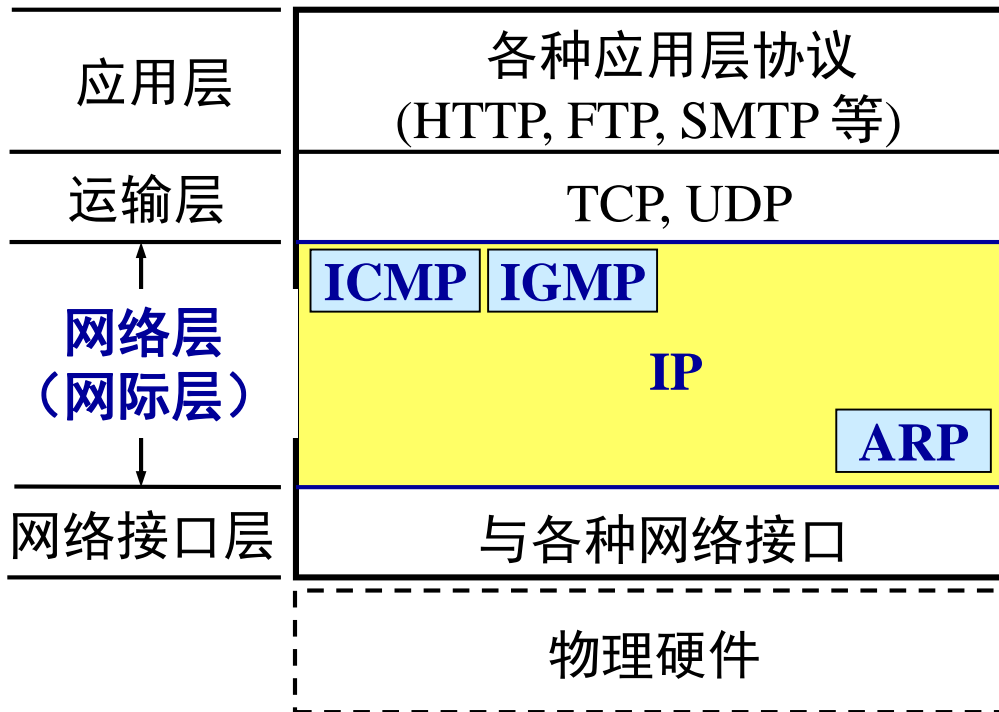 应用层
各种应用层协议
(HTTP, FTP, SMTP 等)
运输层
TCP, UDP
ICMP
IGMP
网络层
（网际层）
IP
ARP
网络接口层
与各种网络接口
物理硬件